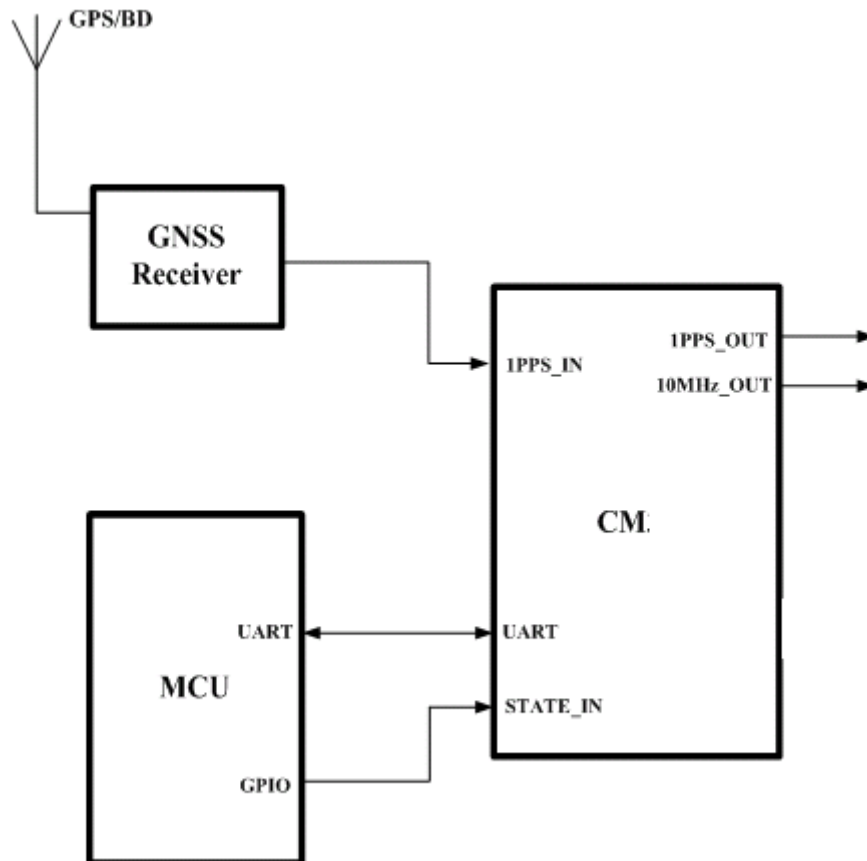 GPS/BD
GNSS
Receiver
1PPS_IN
1PPS_OUT
10MHz_OUT
UART
UART
MCU
STATE_IN
GPIO